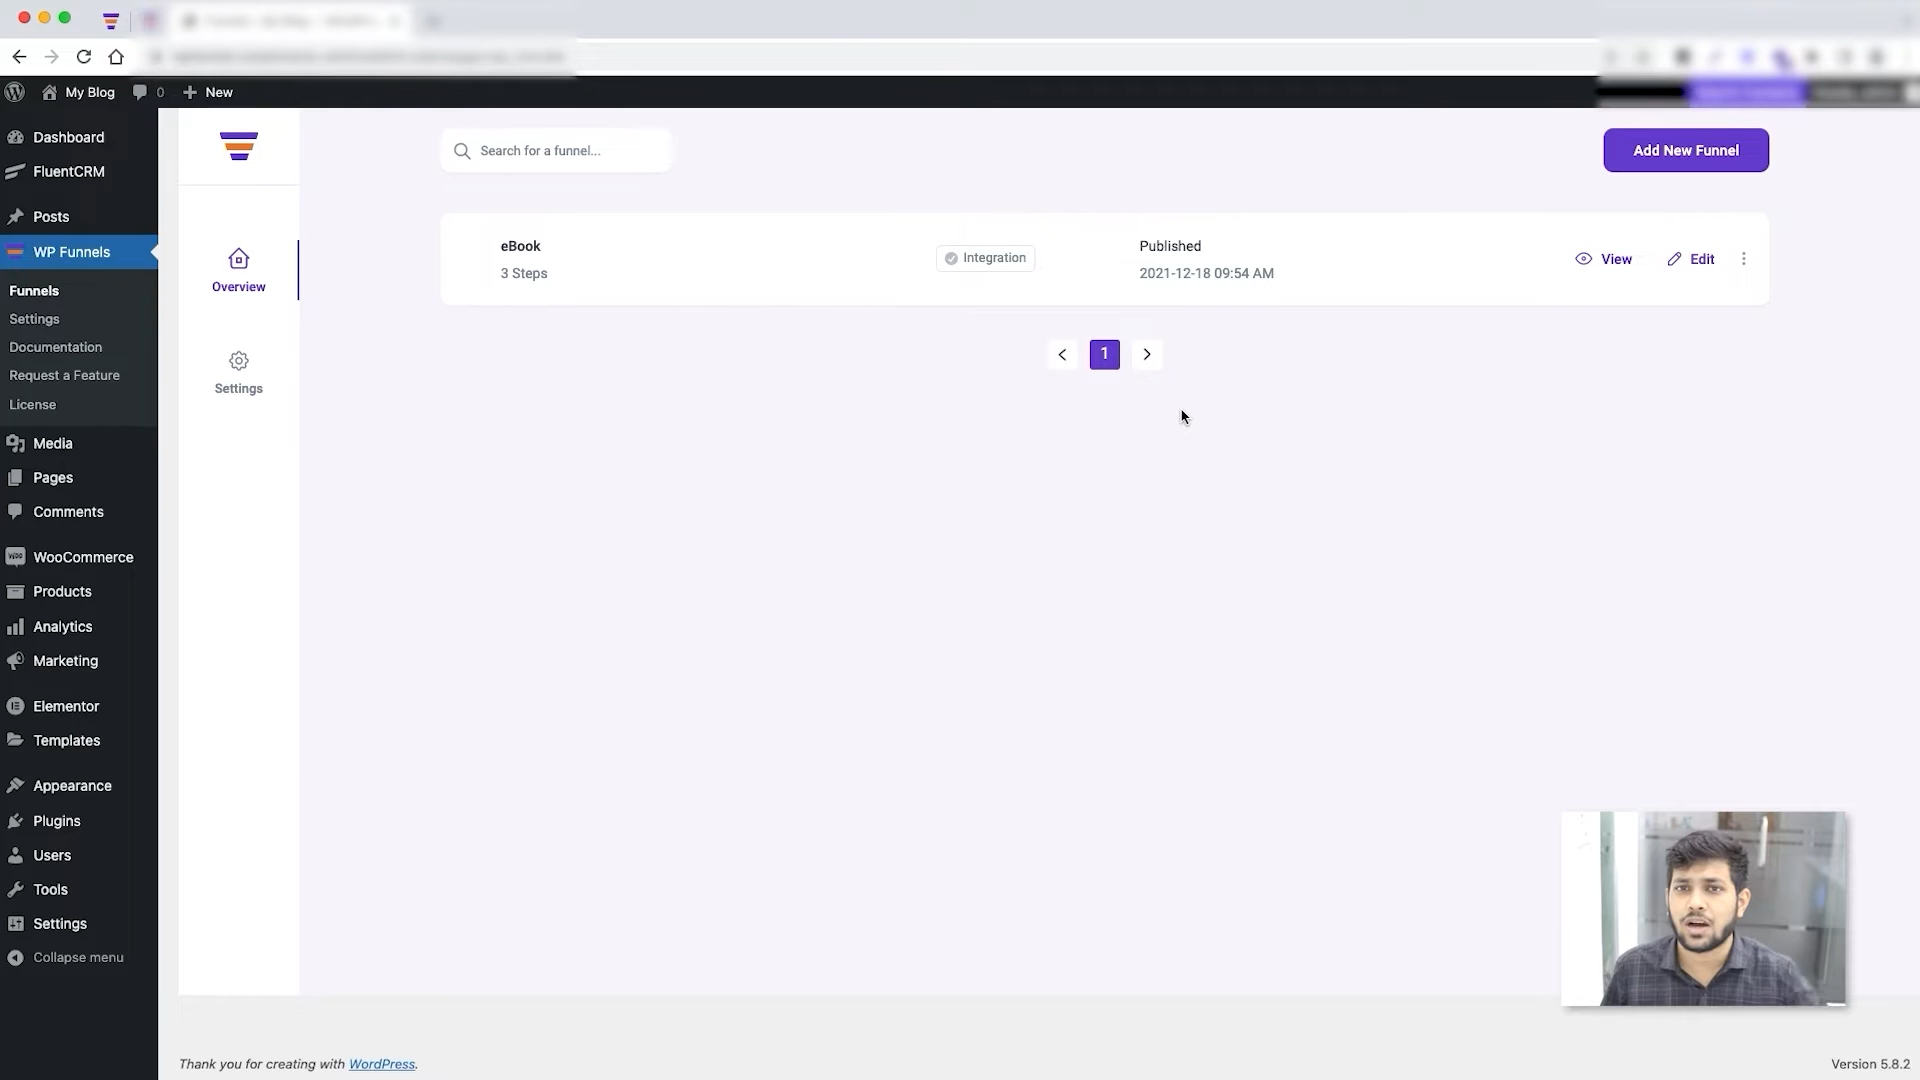 My Blog
0
New
Dashboard
FluentCRM
Posts
WP Funnels
Funnels
Settings
Documentation
Request a Feature
License
Media
Pages
Comments
WooCommerce
Products
Analytics
Marketing
Elementor
Templates
Appearance
Plugins
Users
Tools
Settings
Collapse menu
Overview
Settings
Search for a funnel...
Add New Funnel
eBook
3 Steps
Integration
Published
2021-12-18 09:54 AM
View
Edit
1
Thank you for creating with WordPress.
Version 5.8.2